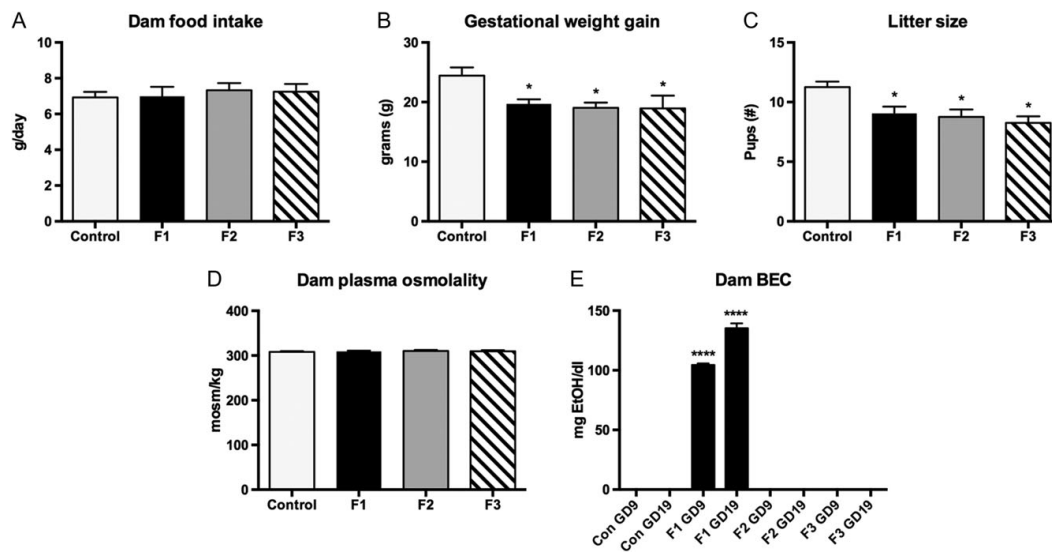 A
Dam food intake
g/day
10
8
6
4
2
0
Control
F1
F2
F3
B
Gestational weight gain
grams (g)
30
20
10
0
*
*
*
Control
F1
F2
F3
C
Litter size
Pups (#)
15
10
5
0
*
*
*
Control
F1
F2
F3
D
Dam plasma osmolality
mosm/kg
400
300
200
100
0
Control
F1
F2
F3
E
Dam BEC
mg EtOH/dl
150
100
50
0
****
****
Con GD9
Con GD19
F1 GD9
F1 GD19
F2 GD9
F2 GD19
F3 GD9
F3 GD19